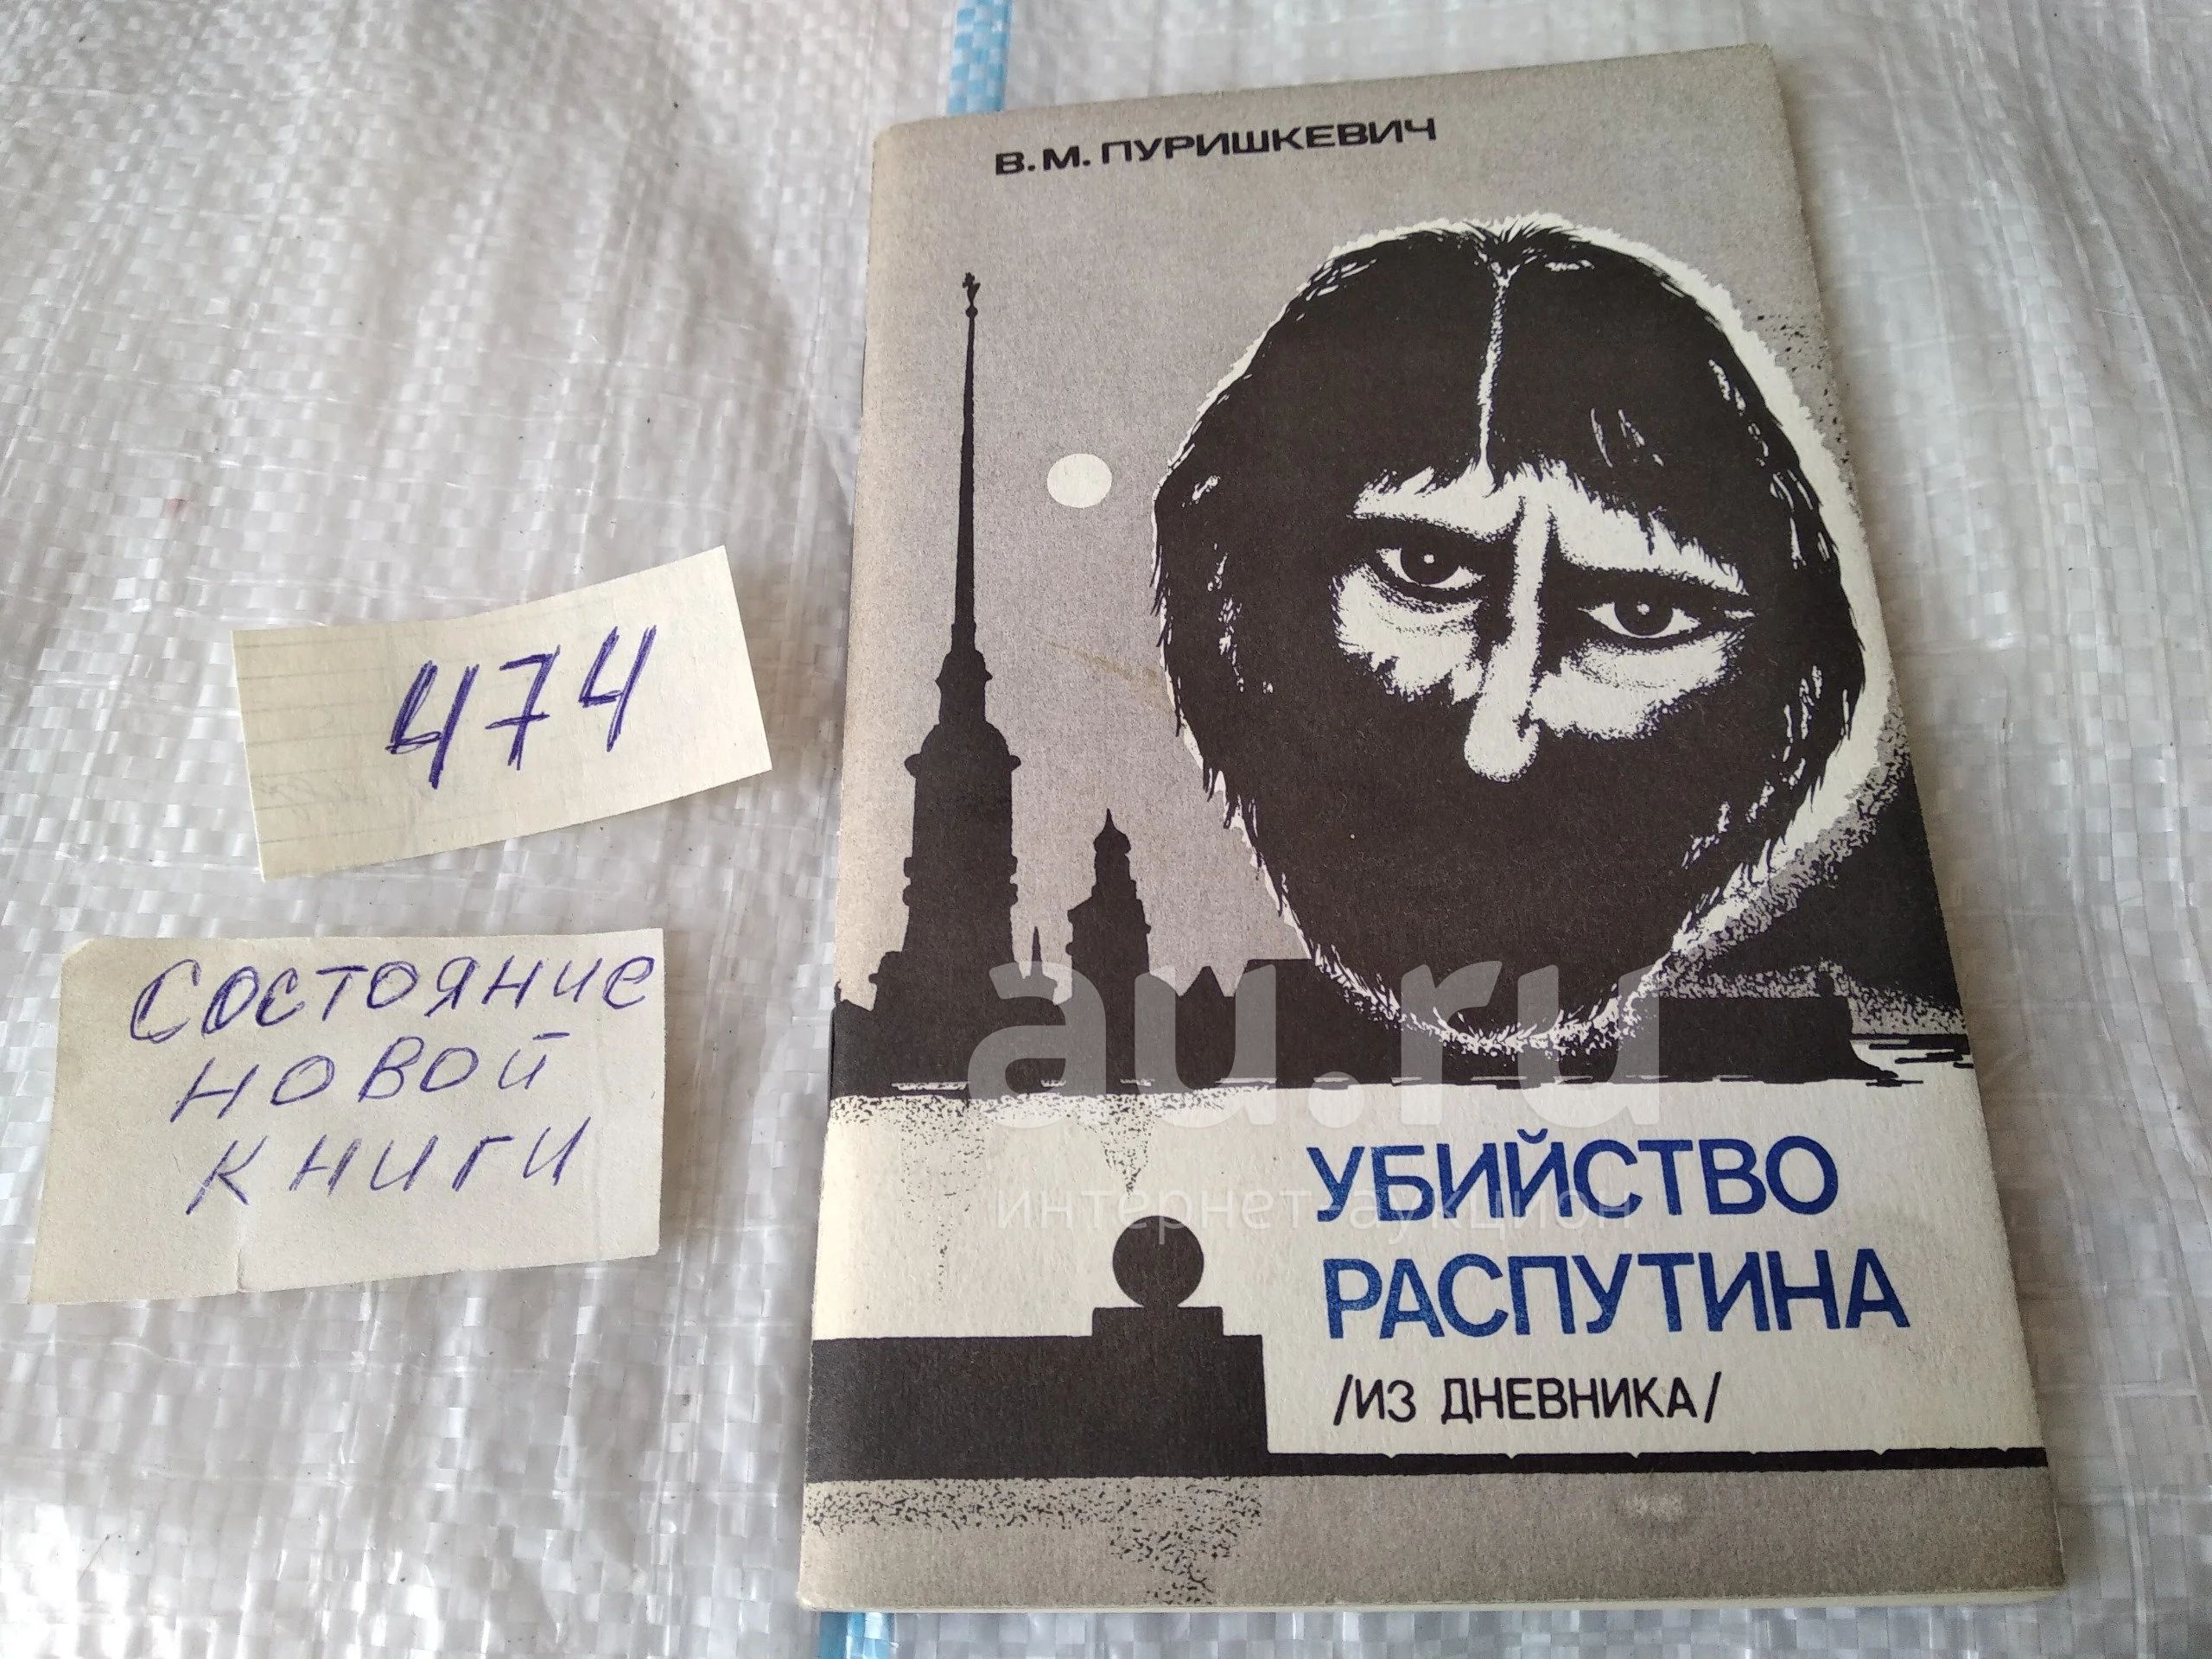 В.М. ПУРИШКЕВИЧ
474
состояние
новой
книги
au.ru
интернет-аукцион
УБИЙСТВО
РАСПУТИНА
/ИЗ ДНЕВНИКА/